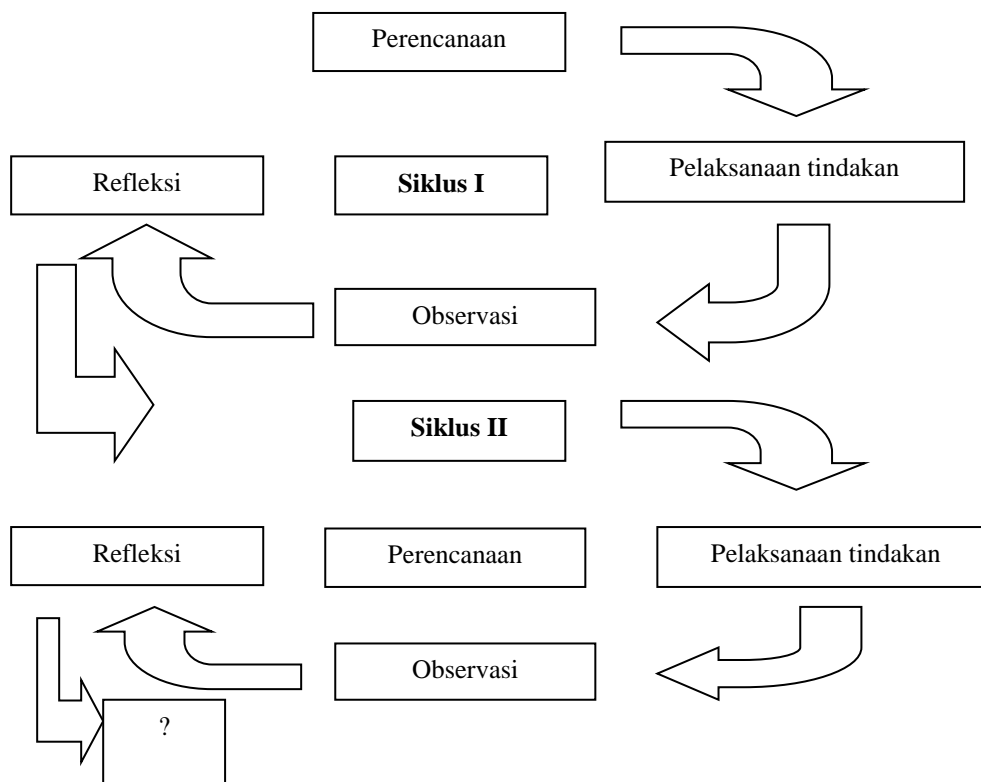 Perencanaan
Refleksi
Siklus I
Pelaksanaan tindakan
Observasi
Siklus II
Refleksi
Perencanaan
Pelaksanaan tindakan
Observasi
?